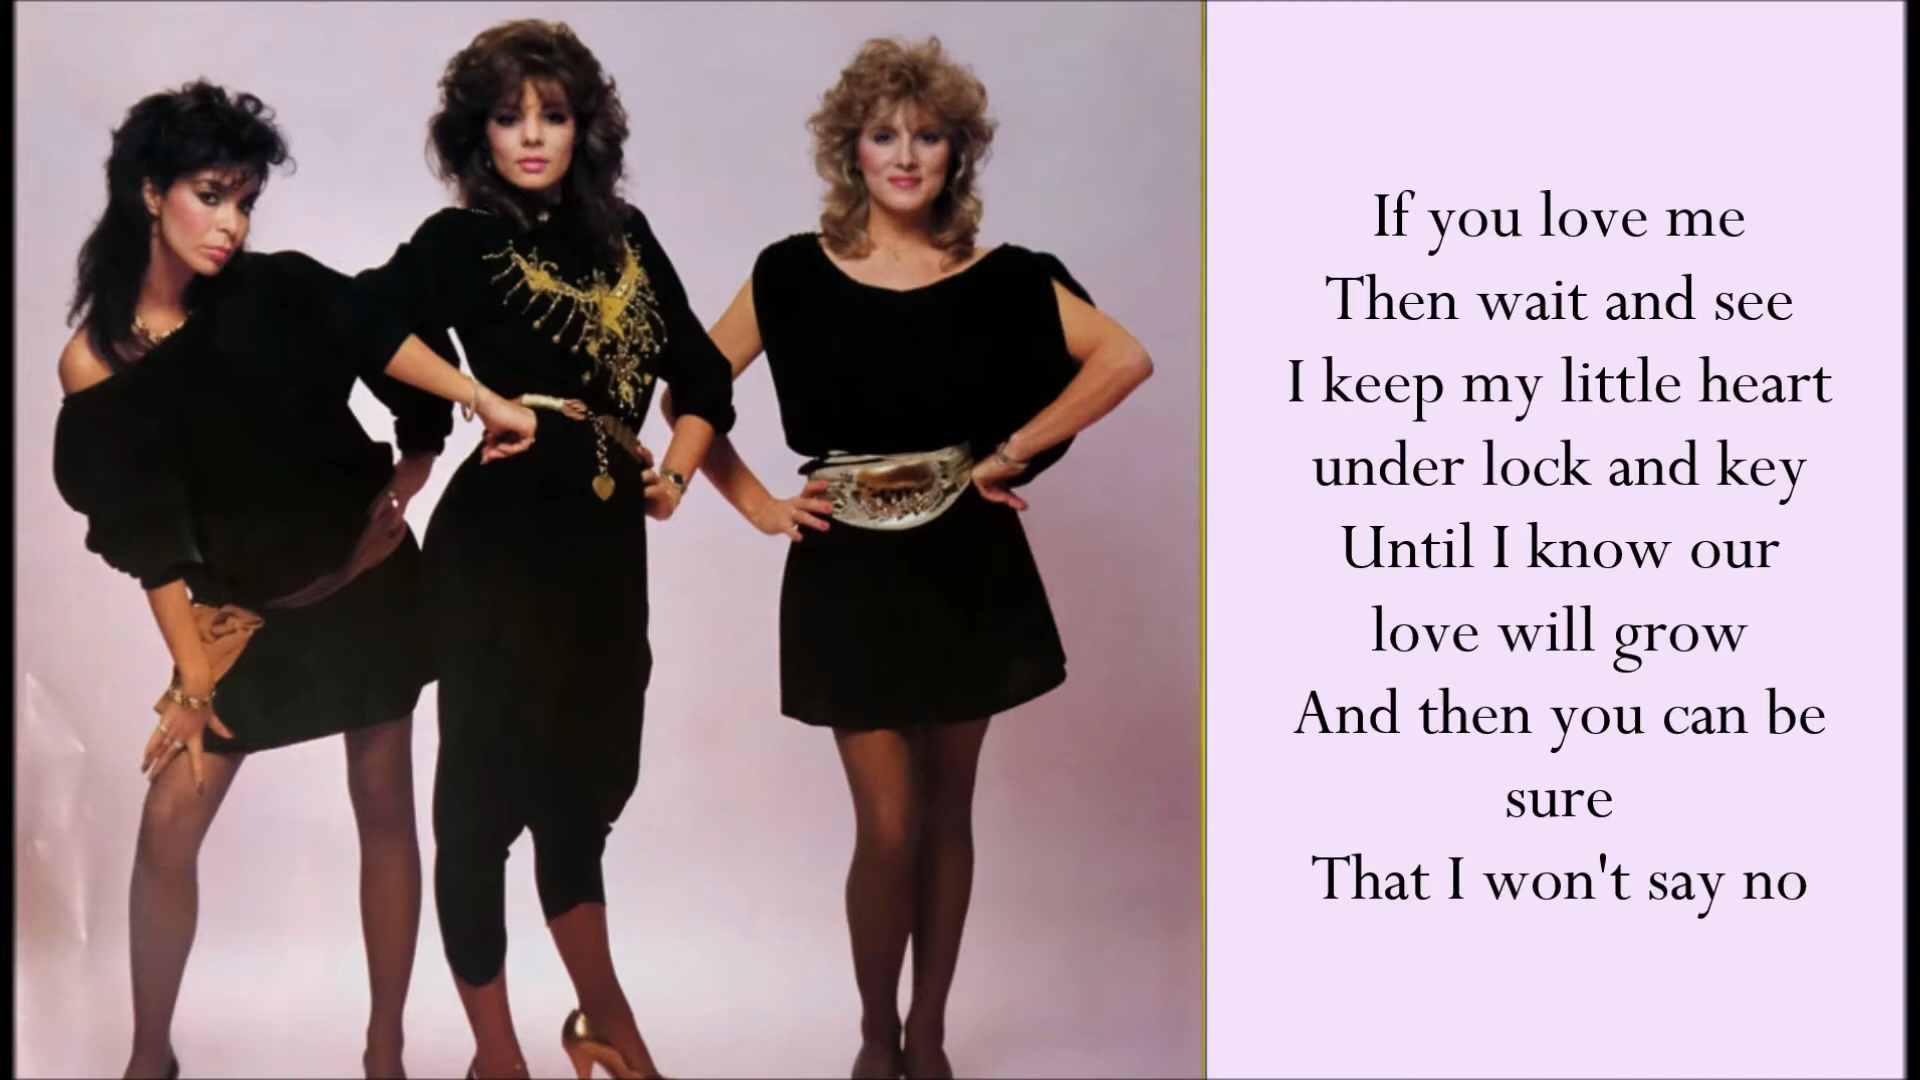 If you love me
Then wait and see
I keep my little heart
under lock and key
Until I know our
love will grow
And then you can be
sure
That I won't say no